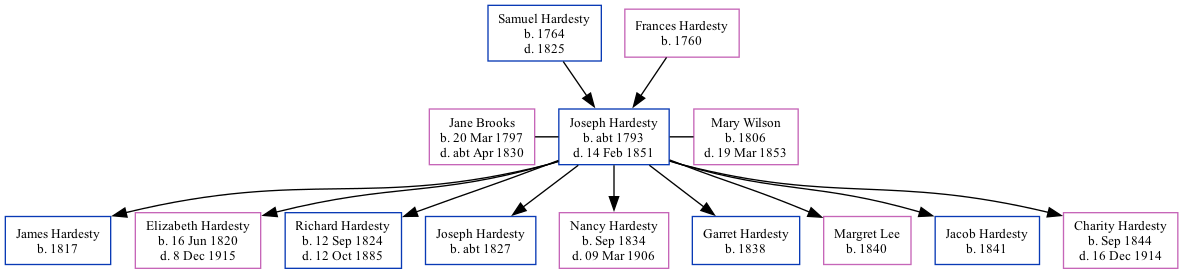 Samuel Hardesty
b. 1764
d. 1825
Frances Hardesty
b. 1760
Jane Brooks
b. 20 Mar 1797
d. abt Apr 1830
Joseph Hardesty
b. abt 1793
d. 14 Feb 1851
Mary Wilson
b. 1806
d. 19 Mar 1853
James Hardesty
b. 1817
Elizabeth Hardesty
b. 16 Jun 1820
d. 8 Dec 1915
Richard Hardesty
b. 12 Sep 1824
d. 12 Oct 1885
Joseph Hardesty
b. abt 1827
Nancy Hardesty
b. Sep 1834
d. 09 Mar 1906
Garret Hardesty
b. 1838
Margret Lee
b. 1840
Jacob Hardesty
b. 1841
Charity Hardesty
b. Sep 1844
d. 16 Dec 1914